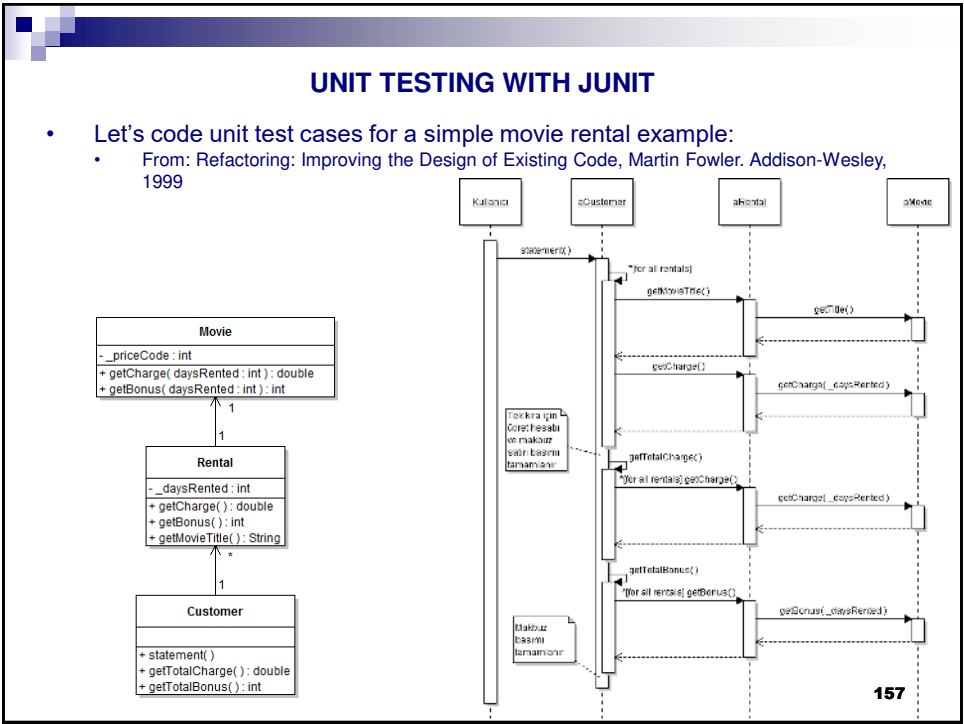 UNIT TESTING WITH JUNIT
• Let's code unit test cases for a simple movie rental example:
• From: Refactoring: Improving the Design of Existing Code, Martin Fowler. Addison-Wesley,
1999
Movie
- _priceCode : int
+ getCharge( daysRented : int ) : double
+ getBonus( daysRented : int ) : int
1
1
Rental
- _daysRented : int
+ getCharge( ) : double
+ getBonus( ) : int
+ getMovieTitle( ) : String
*
1
Customer
+ statement( )
+ getTotalCharge( ) : double
+ getTotalBonus( ) : int
Kullanıcı
aCustomer
aRental
aMovie
statement( )
*[for all rentals]
getMovieTitle( )
getTitle( )
getCharge( )
getCharge( _daysRented )
Tek kira için
ücret hesabı
ve makbuz
satırı basımı
tamamlanır
getTotalCharge( )
*[for all rentals] getCharge( )
getCharge( _daysRented )
getTotalBonus( )
*[for all rentals] getBonus( )
getBonus( _daysRented )
Makbuz
basımı
tamamlanır
157